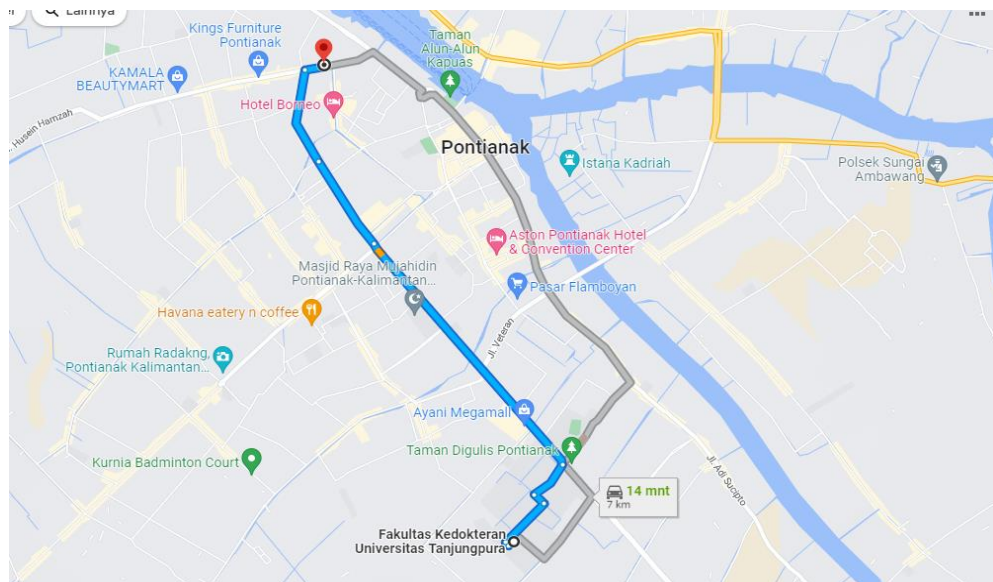 Lainnya
Kings Furniture
Pontianak
Taman
Alun-Alun
Kapuas
KAMALA
BEAUTYMART
Hotel Borneo
Husein Hamzah
Pontianak
Istana Kadriah
Polsek Sungai
Ambawang
Aston Pontianak Hotel
& Convention Center
Masjid Raya Mujahidin
Pontianak-Kalimantan...
Pasar Flamboyan
Havana eatery n coffee
Jl. Veteran
Rumah Radakng,
Pontianak Kalimantan...
Ayani Megamall
Taman Digulis Pontianak
Kurnia Badminton Court
Jl. Adi Sucipto
14 mnt
7 km
Fakultas Kedokteran
Universitas Tanjungpura